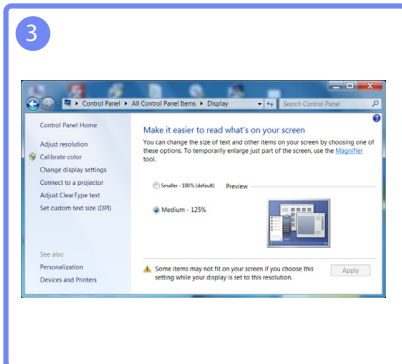 3
Control Panel ▸ All Control Panel Items ▸ Display
Search Control Panel
Control Panel Home
Adjust resolution
Calibrate color
Change display settings
Connect to a projector
Adjust ClearType text
Set custom text size (DPI)
See also
Personalization
Devices and Printers
Make it easier to read what's on your screen
You can change the size of text and other items on your screen by choosing one of
these options. To temporarily enlarge just part of the screen, use the Magnifier
tool.
Smaller - 100% (default)
Preview
Medium - 125%
Some items may not fit on your screen if you choose this
setting while your display is set to this resolution.
Apply